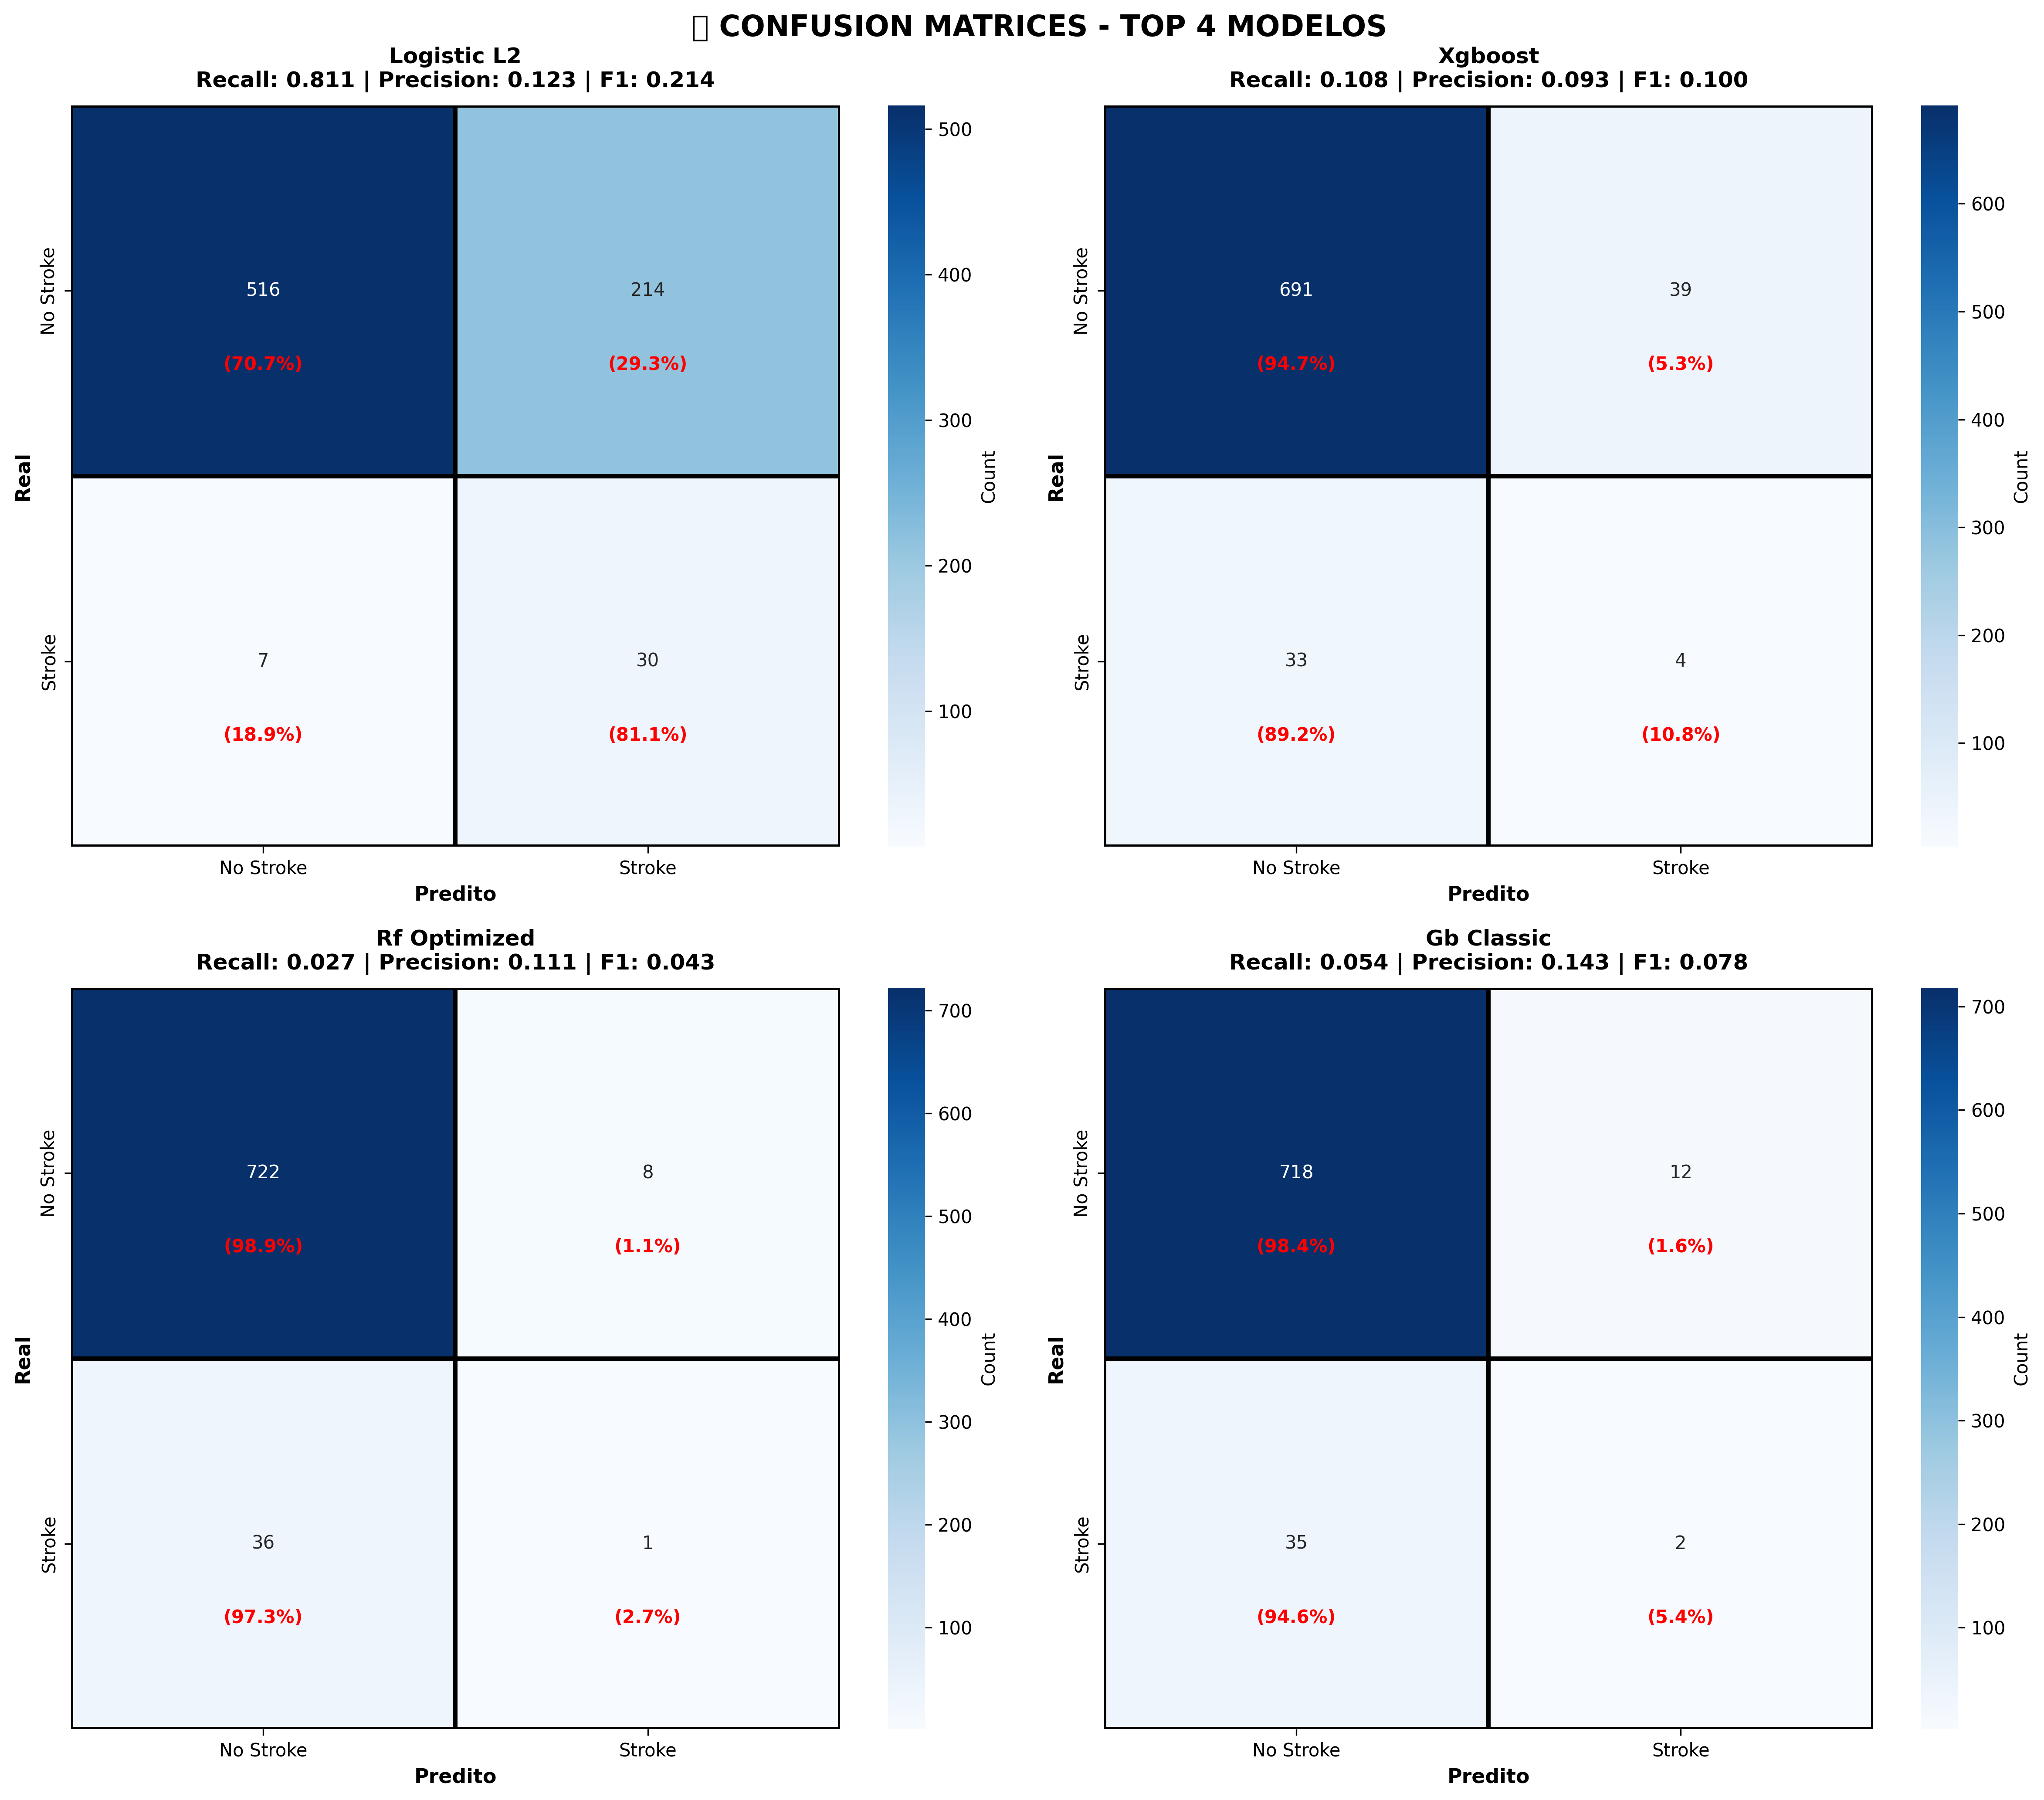 CONFUSION MATRICES - TOP 4 MODELOS
Logistic L2
Recall: 0.811 | Precision: 0.123 | F1: 0.214
Real
No Stroke
Stroke
516
(70.7%)
214
(29.3%)
7
(18.9%)
30
(81.1%)
No Stroke
Stroke
Predito
500
400
300
200
100
Count
Xgboost
Recall: 0.108 | Precision: 0.093 | F1: 0.100
Real
No Stroke
Stroke
691
(94.7%)
39
(5.3%)
33
(89.2%)
4
(10.8%)
No Stroke
Stroke
Predito
600
500
400
300
200
100
Count
Rf Optimized
Recall: 0.027 | Precision: 0.111 | F1: 0.043
Real
No Stroke
Stroke
722
(98.9%)
8
(1.1%)
36
(97.3%)
1
(2.7%)
No Stroke
Stroke
Predito
700
600
500
400
300
200
100
Count
Gb Classic
Recall: 0.054 | Precision: 0.143 | F1: 0.078
Real
No Stroke
Stroke
718
(98.4%)
12
(1.6%)
35
(94.6%)
2
(5.4%)
No Stroke
Stroke
Predito
700
600
500
400
300
200
100
Count